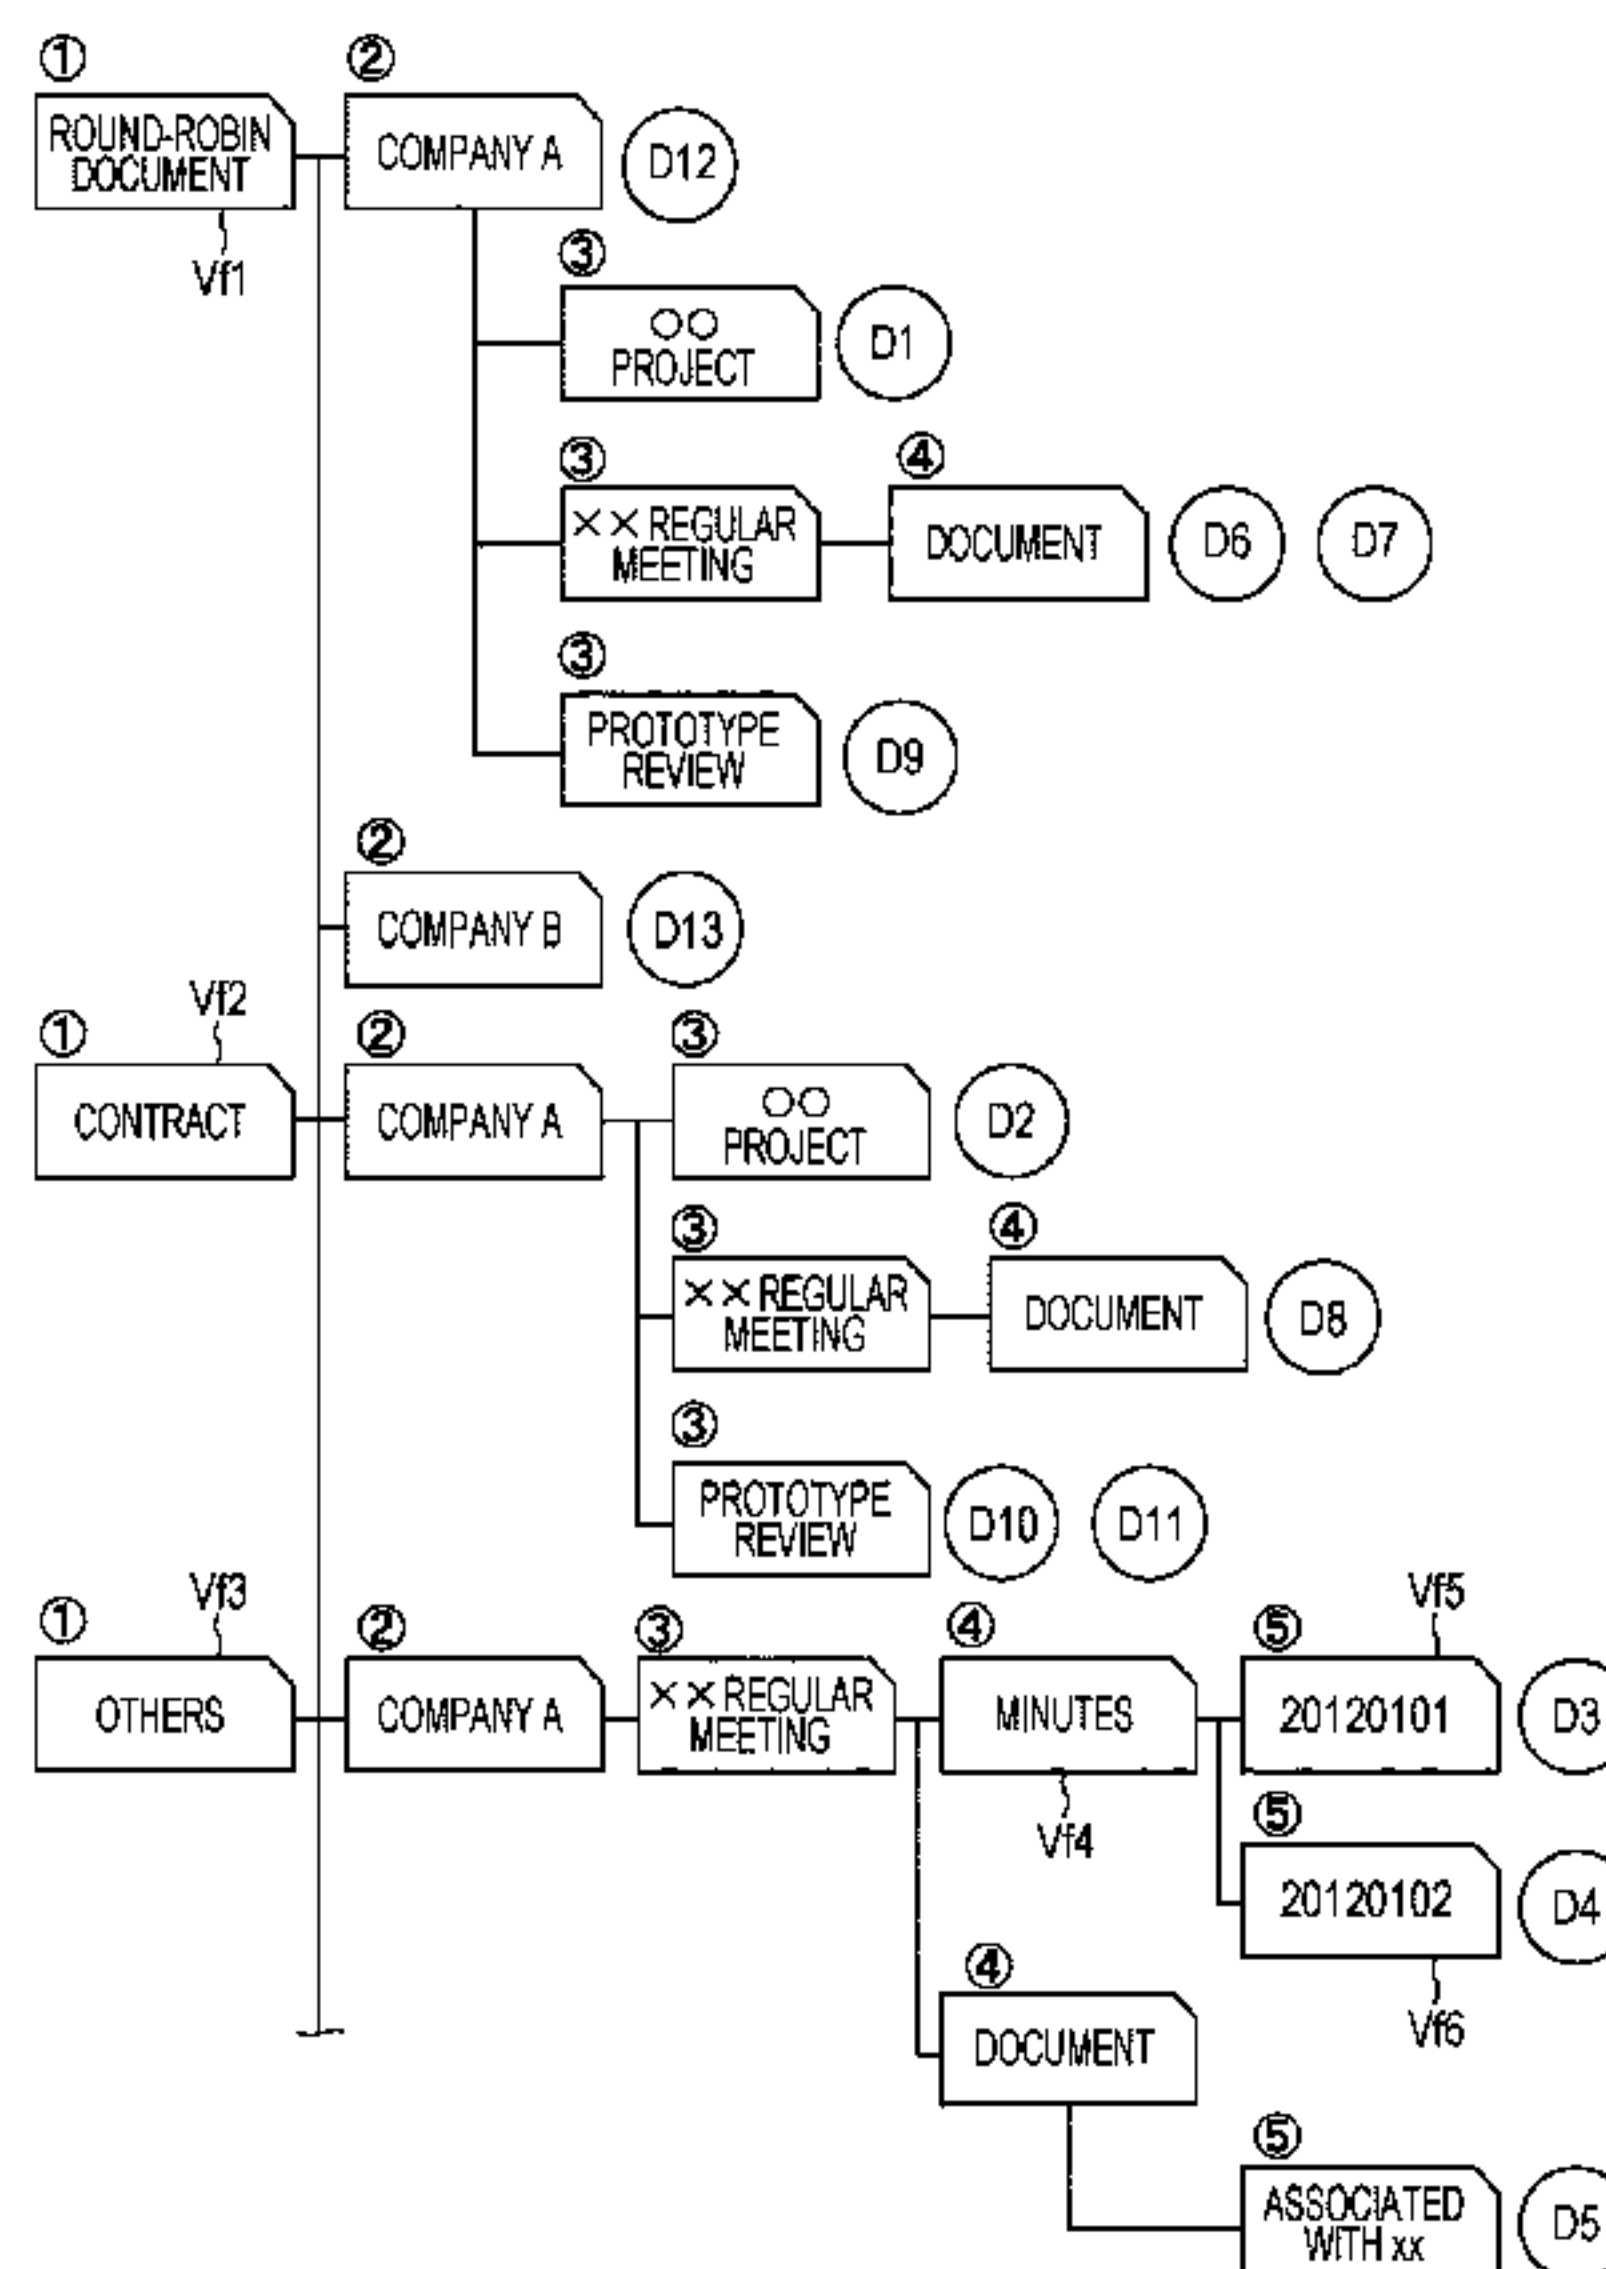 ① ②
ROUND-ROBIN
DOCUMENT
COMPANY A
D12
Vf1
③
○○
PROJECT
D1
③ ④
×× REGULAR
MEETING
DOCUMENT
D6
D7
③
PROTOTYPE
REVIEW
D9
②
COMPANY B
D13
Vf2
① ② ③
CONTRACT
COMPANY A
○○
PROJECT
D2
③ ④
×× REGULAR
MEETING
DOCUMENT
D8
③
PROTOTYPE
REVIEW
D10
D11
Vf3
Vf5
① ② ③ ④ ⑤
OTHERS
COMPANY A
×× REGULAR
MEETING
MINUTES
20120101
D3
Vf4
⑤
20120102
D4
Vf6
④
DOCUMENT
⑤
ASSOCIATED
WITH xx
D5